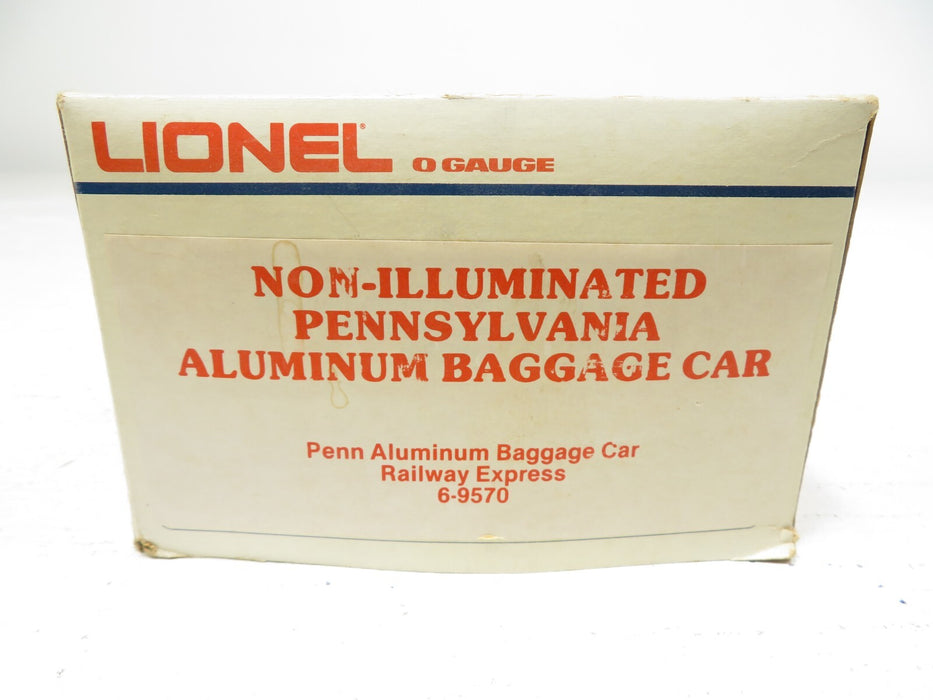 LIONEL® O GAUGE
NON-ILLUMINATED
PENNSYLVANIA
ALUMINUM BAGGAGE CAR
Penn Aluminum Baggage Car
Railway Express
6-9570